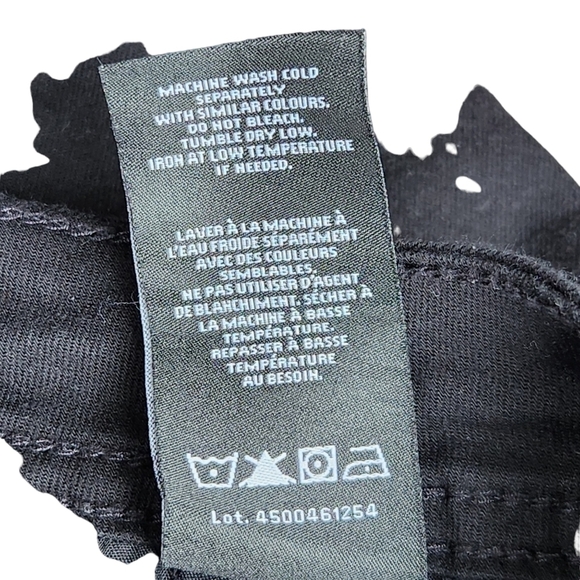 MACHINE WASH COLD
SEPARATELY
WITH SIMILAR COLOURS.
DO NOT BLEACH.
TUMBLE DRY LOW.
IRON AT LOW TEMPERATURE
IF NEEDED.
LAVER À LA MACHINE À
L'EAU FROIDE SEPARÉMENT
AVEC DES COULEURS
SEMBLABLES.
NE PAS UTILISER D'AGENT
DE BLANCHIMENT. SÉCHER À
LA MACHINE À BASSE
TEMPÉRATURE.
REPASSER À BASSE
TEMPÉRATURE
AU BESOIN.
Lot. 4500461254